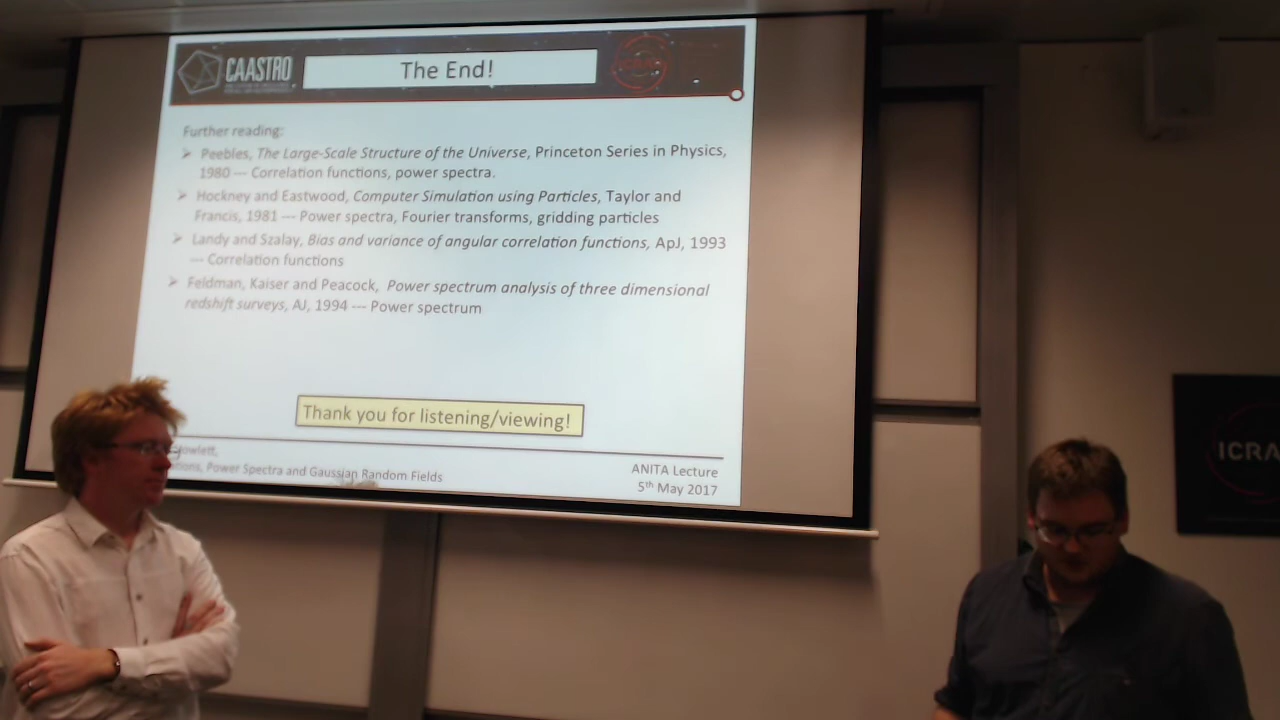 CAASTRO
The End!
ICRAR
Further reading:
➢ Peebles, The Large-Scale Structure of the Universe, Princeton Series in Physics,
1980 --- Correlation functions, power spectra.
➢ Hockney and Eastwood, Computer Simulation using Particles, Taylor and
Francis, 1981 --- Power spectra, Fourier transforms, gridding particles
➢ Landy and Szalay, Bias and variance of angular correlation functions, ApJ, 1993
--- Correlation functions
➢ Feldman, Kaiser and Peacock, Power spectrum analysis of three dimensional
redshift surveys, AJ, 1994 --- Power spectrum
Thank you for listening/viewing!
Power Spectra and Gaussian Random Fields
ANITA Lecture
5th May 2017
ICRA